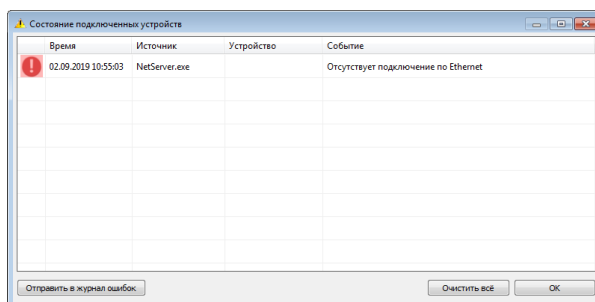 Состояние подключенных устройств
Время Источник Устройство Событие
02.09.2019 10:55:03 NetServer.exe Отсутствует подключение по Ethernet
Отправить в журнал ошибок Очистить всё OK